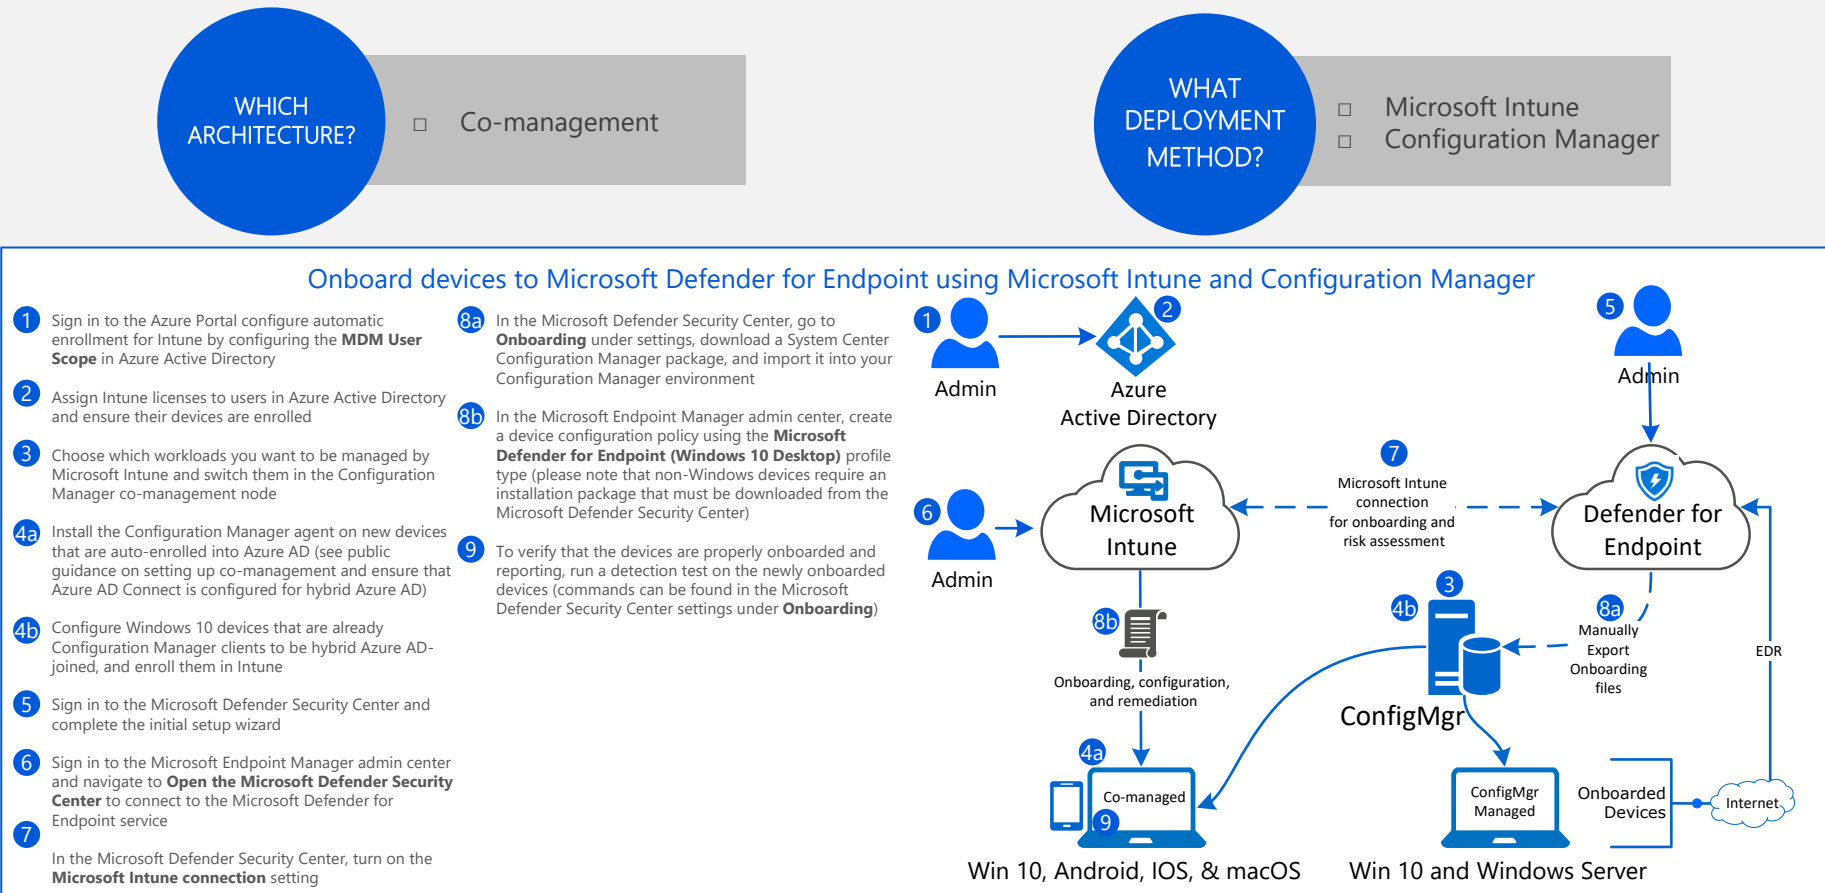 WHICH
ARCHITECTURE?
□ Co-management
WHAT
DEPLOYMENT
METHOD?
□ Microsoft Intune
□ Configuration Manager
Onboard devices to Microsoft Defender for Endpoint using Microsoft Intune and Configuration Manager
1 Sign in to the Azure Portal configure automatic
enrollment for Intune by configuring the MDM User
Scope in Azure Active Directory
2 Assign Intune licenses to users in Azure Active Directory
and ensure their devices are enrolled
3 Choose which workloads you want to be managed by
Microsoft Intune and switch them in the Configuration
Manager co-management node
4a Install the Configuration Manager agent on new devices
that are auto-enrolled into Azure AD (see public
guidance on setting up co-management and ensure that
Azure AD Connect is configured for hybrid Azure AD)
4b Configure Windows 10 devices that are already
Configuration Manager clients to be hybrid Azure AD-
joined, and enroll them in Intune
5 Sign in to the Microsoft Defender Security Center and
complete the initial setup wizard
6 Sign in to the Microsoft Endpoint Manager admin center
and navigate to Open the Microsoft Defender Security
Center to connect to the Microsoft Defender for
Endpoint service
7
In the Microsoft Defender Security Center, turn on the
Microsoft Intune connection setting
8a In the Microsoft Defender Security Center, go to
Onboarding under settings, download a System Center
Configuration Manager package, and import it into your
Configuration Manager environment
8b In the Microsoft Endpoint Manager admin center, create
a device configuration policy using the Microsoft
Defender for Endpoint (Windows 10 Desktop) profile
type (please note that non-Windows devices require an
installation package that must be downloaded from the
Microsoft Defender Security Center)
9 To verify that the devices are properly onboarded and
reporting, run a detection test on the newly onboarded
devices (commands can be found in the Microsoft
Defender Security Center settings under Onboarding)
1
Admin
2
Azure
Active Directory
5
Admin
6
Admin
Microsoft
Intune
7
Microsoft Intune
connection
for onboarding and
risk assessment
Defender for
Endpoint
8b
Onboarding, configuration,
and remediation
3
4b
ConfigMgr
8a
Manually
Export
Onboarding
files
EDR
4a
Co-managed
9
Win 10, Android, IOS, & macOS
ConfigMgr
Managed
Win 10 and Windows Server
Onboarded
Devices
Internet